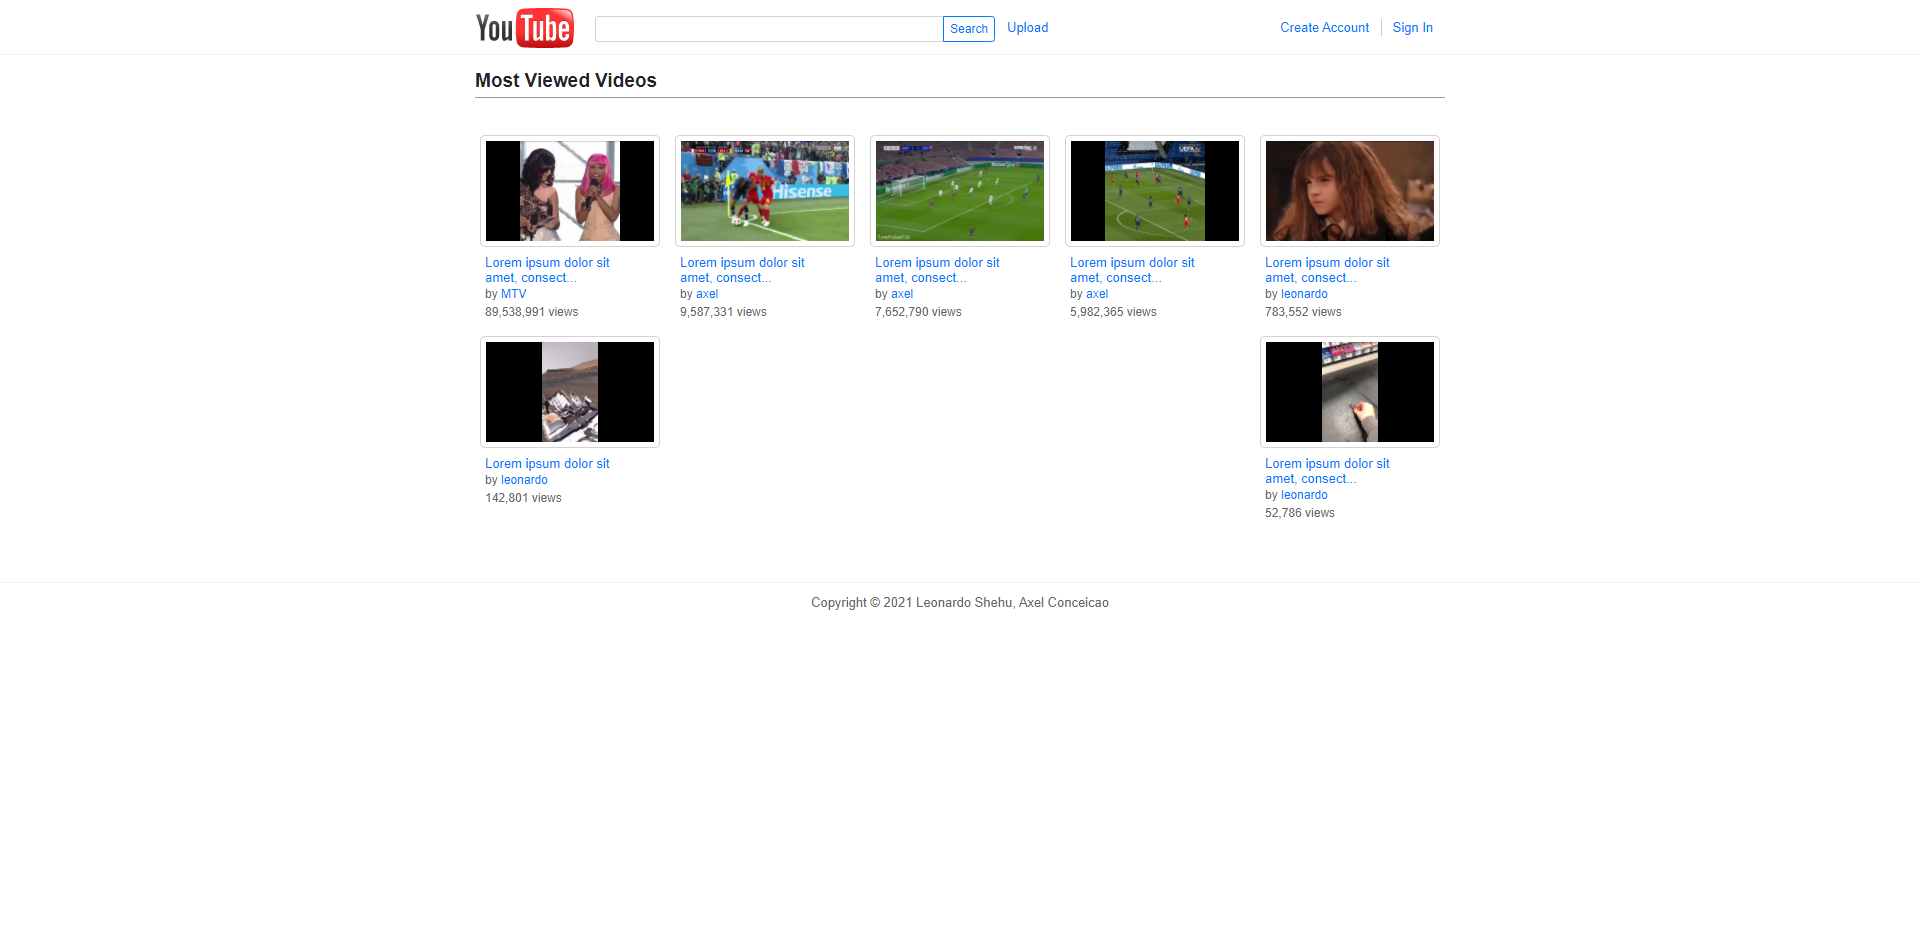 YouTube
Search
Upload
Create Account
Sign In
Most Viewed Videos
Hisense
UEFA.tv
Lorem ipsum dolor sit
amet, consect...
by MTV
89,538,991 views
Lorem ipsum dolor sit
amet, consect...
by axel
9,587,331 views
Lorem ipsum dolor sit
amet, consect...
by axel
7,652,790 views
Lorem ipsum dolor sit
amet, consect...
by axel
5,982,365 views
Lorem ipsum dolor sit
amet, consect...
by leonardo
783,552 views
Lorem ipsum dolor sit
by leonardo
142,801 views
Lorem ipsum dolor sit
amet, consect...
by leonardo
52,786 views
Copyright © 2021 Leonardo Shehu, Axel Conceicao